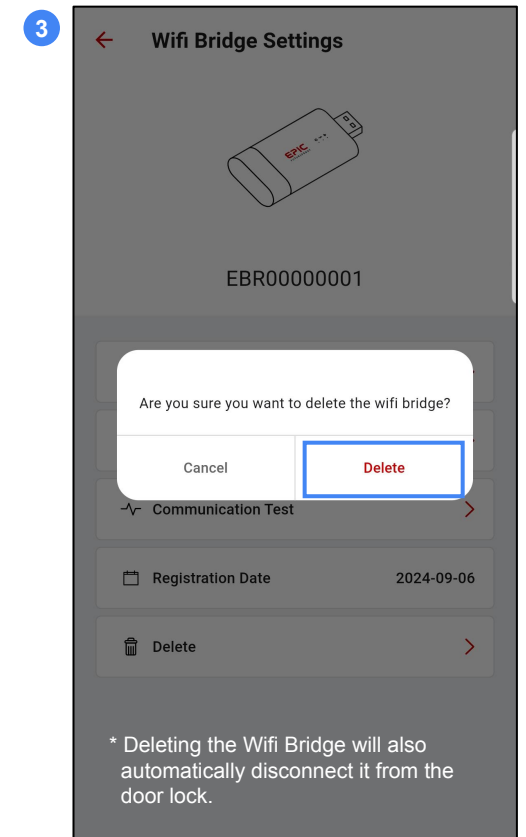 3
Wifi Bridge Settings
EPIC
EBR00000001
Are you sure you want to delete the wifi bridge?
Cancel
Delete
Communication Test
Registration Date
2024-09-06
Delete
* Deleting the Wifi Bridge will also
automatically disconnect it from the
door lock.